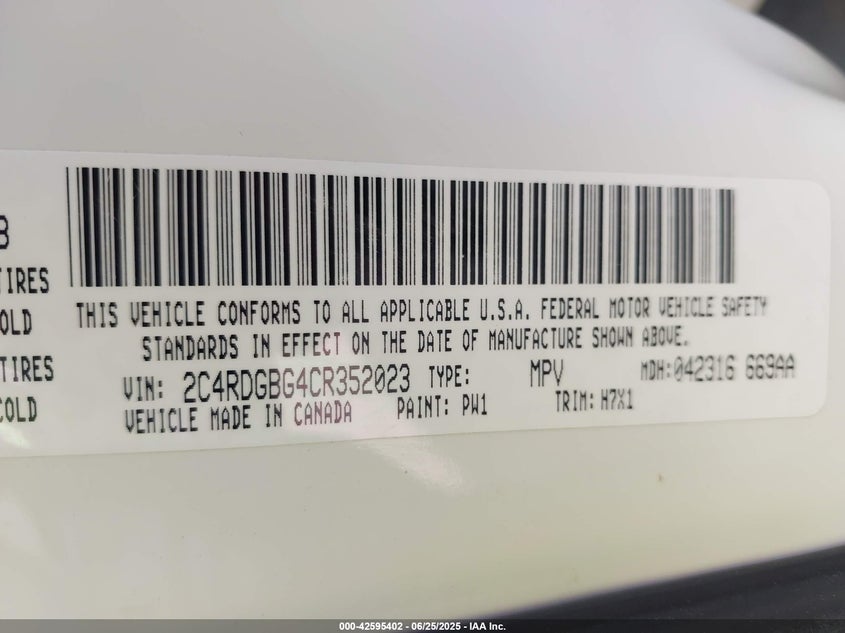 B
TIRES
COLD
TIRES
COLD
THIS VEHICLE CONFORMS TO ALL APPLICABLE U.S.A. FEDERAL MOTOR VEHICLE SAFETY
STANDARDS IN EFFECT ON THE DATE OF MANUFACTURE SHOWN ABOVE.
VIN: 2C4RDGBG4CR352023 TYPE: MPV MDH:042316 669AA
VEHICLE MADE IN CANADA PAINT: PW1 TRIM: H7X1
000-42595402 - 06/25/2025 - IAA Inc.